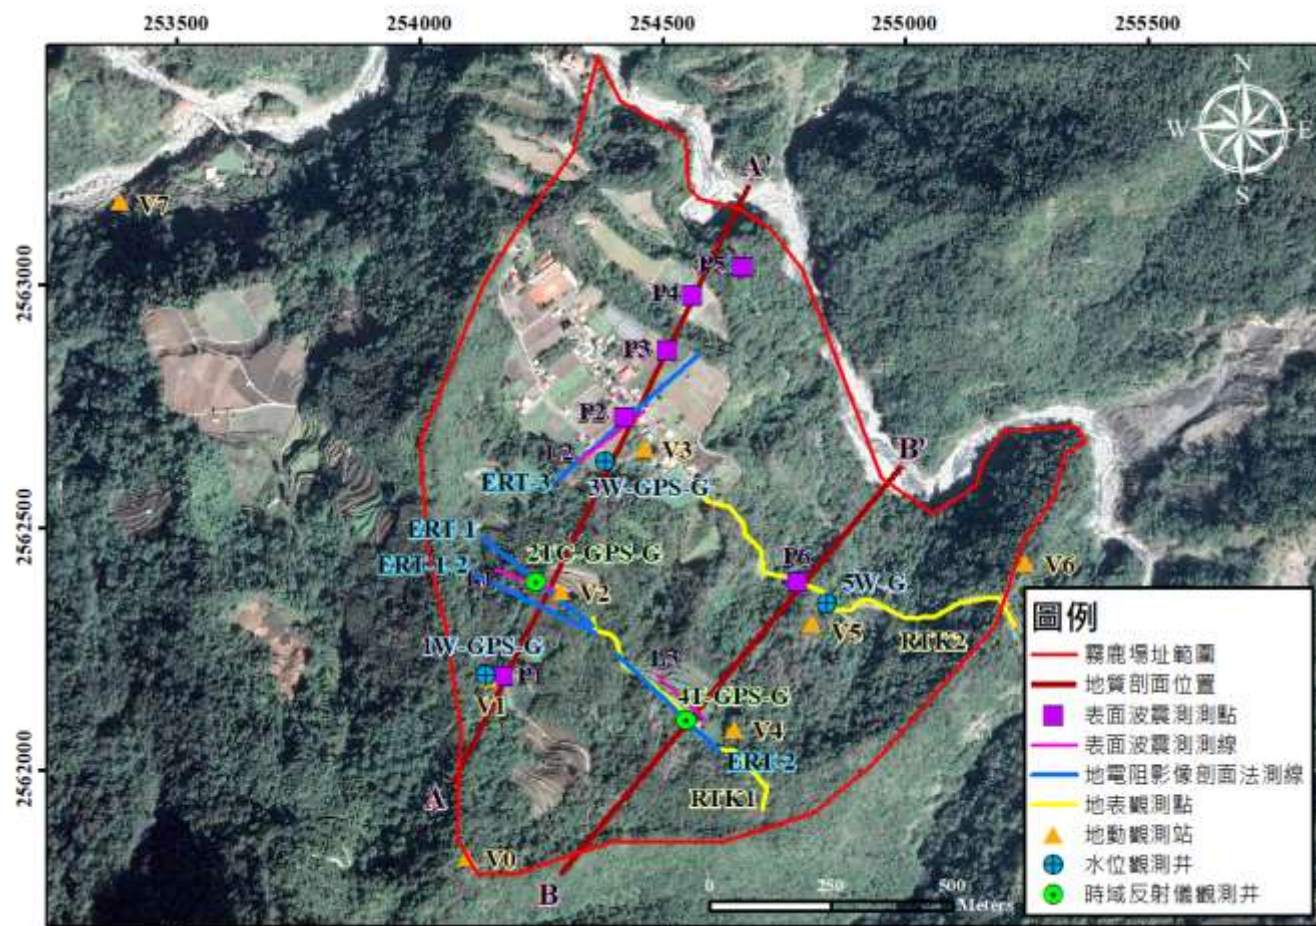 253500 254000 254500 255000 255500
N
W E
S
A'
V7
P5
2563000
P4
P3
P2
B'
L2
V3
ERT-3
3W-GPS-G
2562500
ERT-1
2TC-GPS-G
ERT-1-2
L1
V2
P6
5W-G
V6
V5
RTK2
1W-GPS-G
P1
V1
L3
4T-GPS-G
V4
ERT-2
2562000
A
RTK1
V0
B
0 250 500
Meters
圖例
霧鹿場址範圍
地質剖面位置
表面波震測測點
表面波震測測線
地電阻影像剖面法測線
地表觀測點
地動觀測站
水位觀測井
時域反射儀觀測井